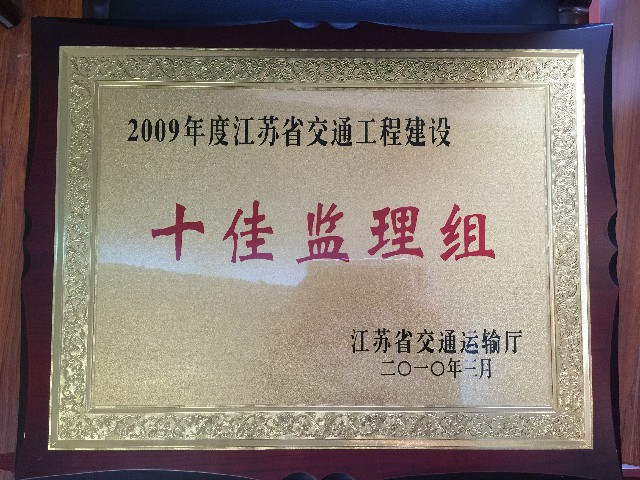 2009年度江苏省交通工程建设
十佳监理组
江苏省交通运输厅
二〇一〇年三月